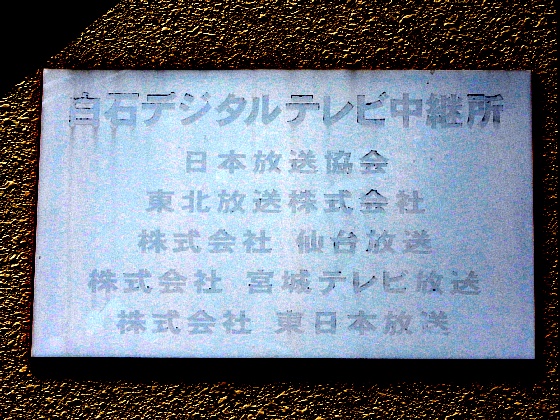 白石デジタルテレビ中継所
日本放送協会
東北放送株式会社
株式会社 仙台放送
株式会社 宮城テレビ放送
株式会社 東日本放送